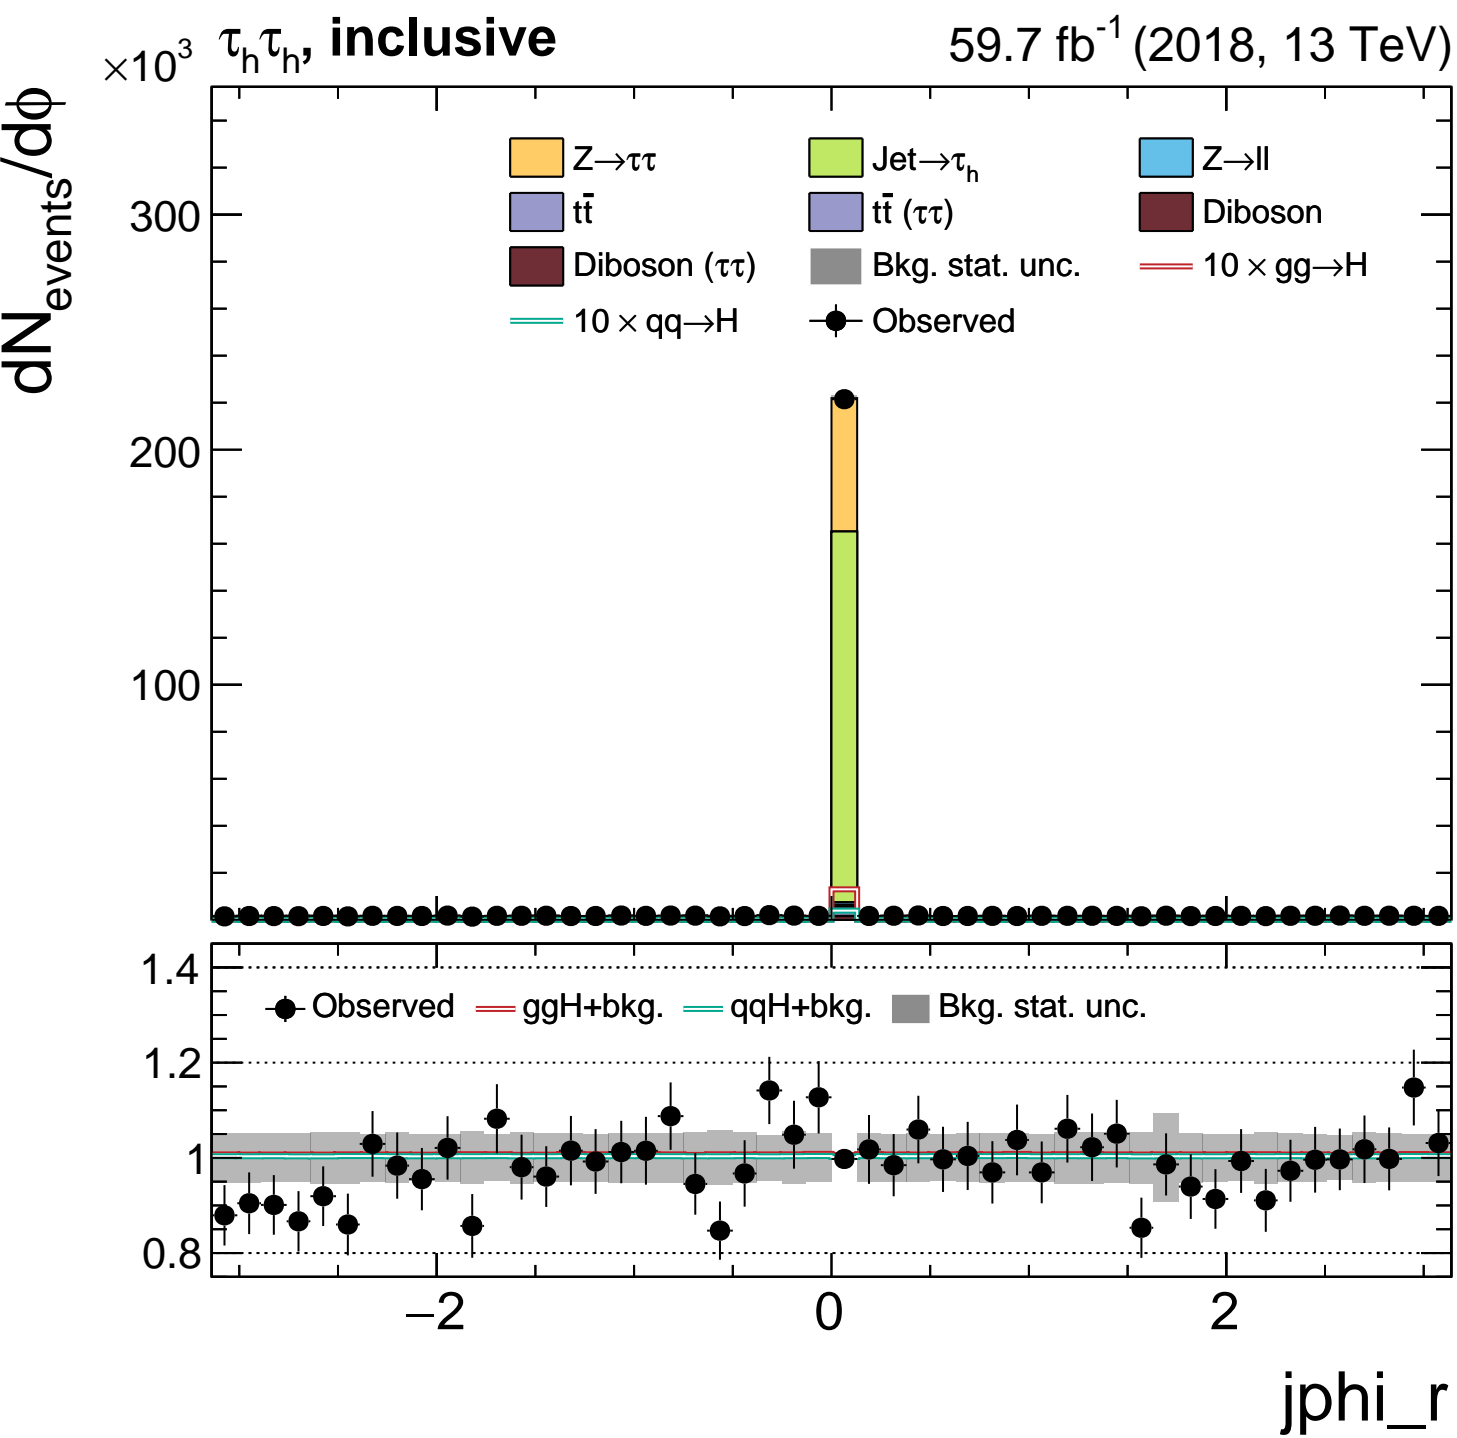 τhτh, inclusive
59.7 fb-1 (2018, 13 TeV)
×103
dNevents/dϕ
300
200
100
Z→ττ
Jet→τh
Z→ll
tt̄
tt̄ (ττ)
Diboson
Diboson (ττ)
Bkg. stat. unc.
10 × gg→H
10 × qq→H
Observed
1.4
1.2
1
0.8
Observed
ggH+bkg.
qqH+bkg.
Bkg. stat. unc.
−2
0
2
jphi_r